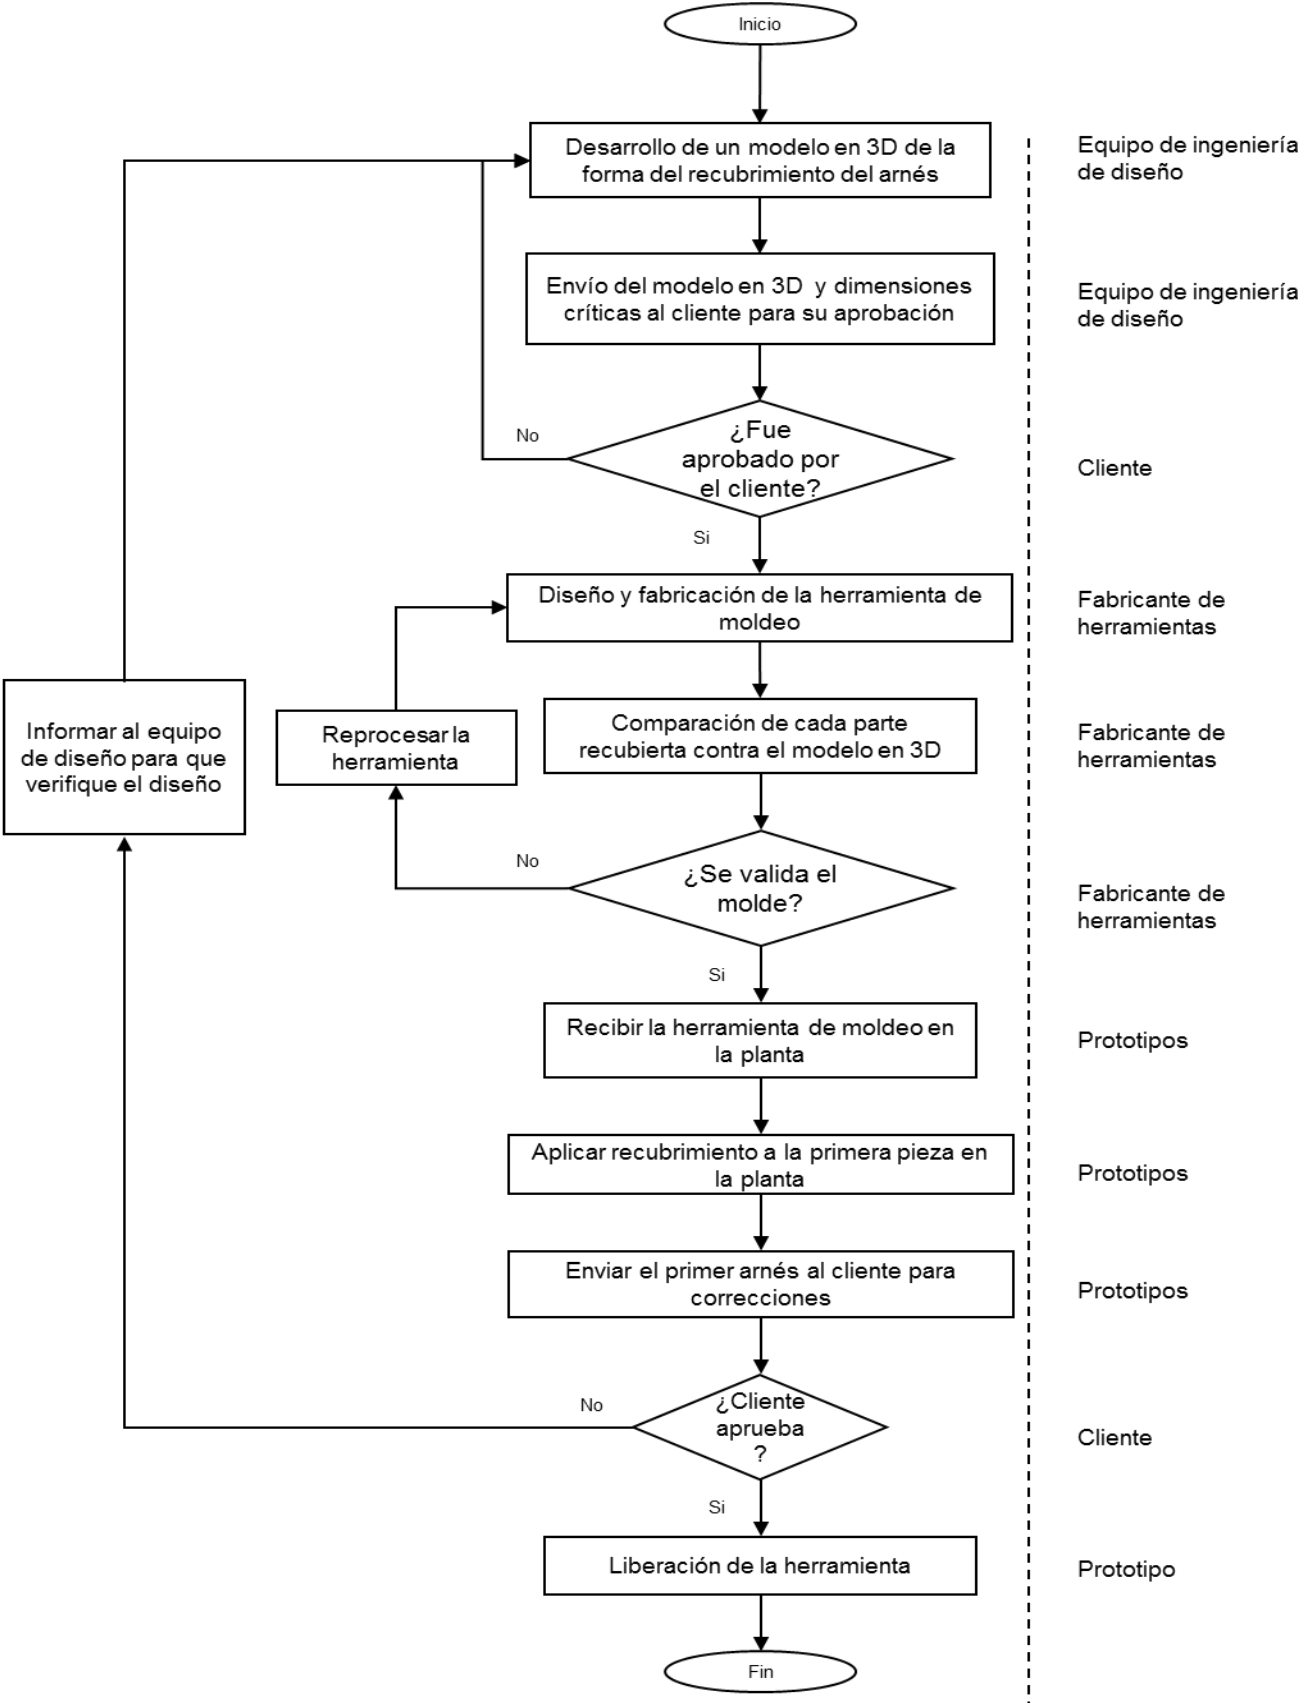 Inicio
Desarrollo de un modelo en 3D de la
forma del recubrimiento del arnés
Equipo de ingeniería
de diseño
Envío del modelo en 3D y dimensiones
críticas al cliente para su aprobación
Equipo de ingeniería
de diseño
¿Fue
aprobado por
el cliente?
No
Cliente
Si
Diseño y fabricación de la herramienta de
moldeo
Fabricante de
herramientas
Informar al equipo
de diseño para que
verifique el diseño
Reprocesar la
herramienta
Comparación de cada parte
recubierta contra el modelo en 3D
Fabricante de
herramientas
No
¿Se valida el
molde?
Fabricante de
herramientas
Si
Recibir la herramienta de moldeo en
la planta
Prototipos
Aplicar recubrimiento a la primera pieza en
la planta
Prototipos
Enviar el primer arnés al cliente para
correcciones
Prototipos
No
¿Cliente
aprueba
?
Cliente
Si
Liberación de la herramienta
Prototipo
Fin